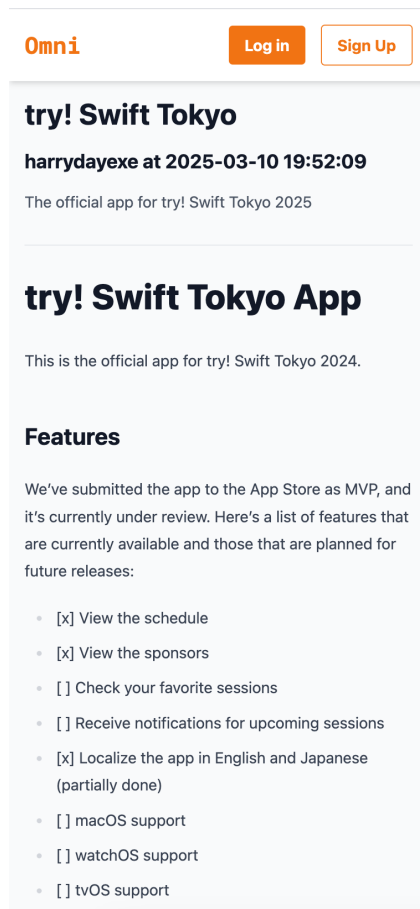 Omni
Log in
Sign Up
try! Swift Tokyo
harrydayexe at 2025-03-10 19:52:09
The official app for try! Swift Tokyo 2025
try! Swift Tokyo App
This is the official app for try! Swift Tokyo 2024.
Features
We’ve submitted the app to the App Store as MVP, and
it’s currently under review. Here’s a list of features that
are currently available and those that are planned for
future releases:
[x] View the schedule
[x] View the sponsors
[ ] Check your favorite sessions
[ ] Receive notifications for upcoming sessions
[x] Localize the app in English and Japanese
(partially done)
[ ] macOS support
[ ] watchOS support
[ ] tvOS support